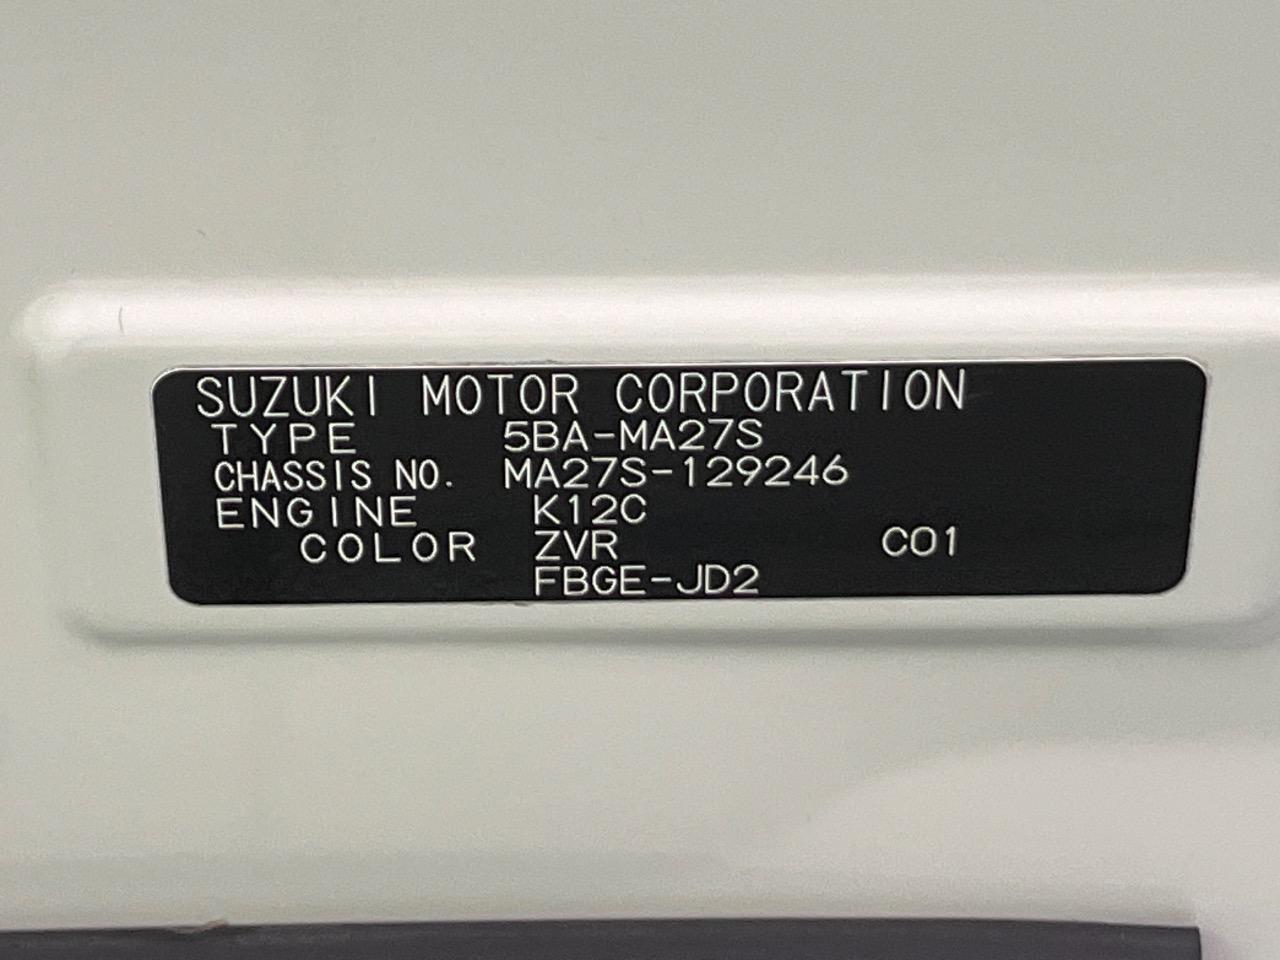 SUZUKI MOTOR CORPORATION
TYPE 5BA-MA27S
CHASSIS NO. MA27S-129246
ENGINE K12C
COLOR ZVR C01
FBGE-JD2